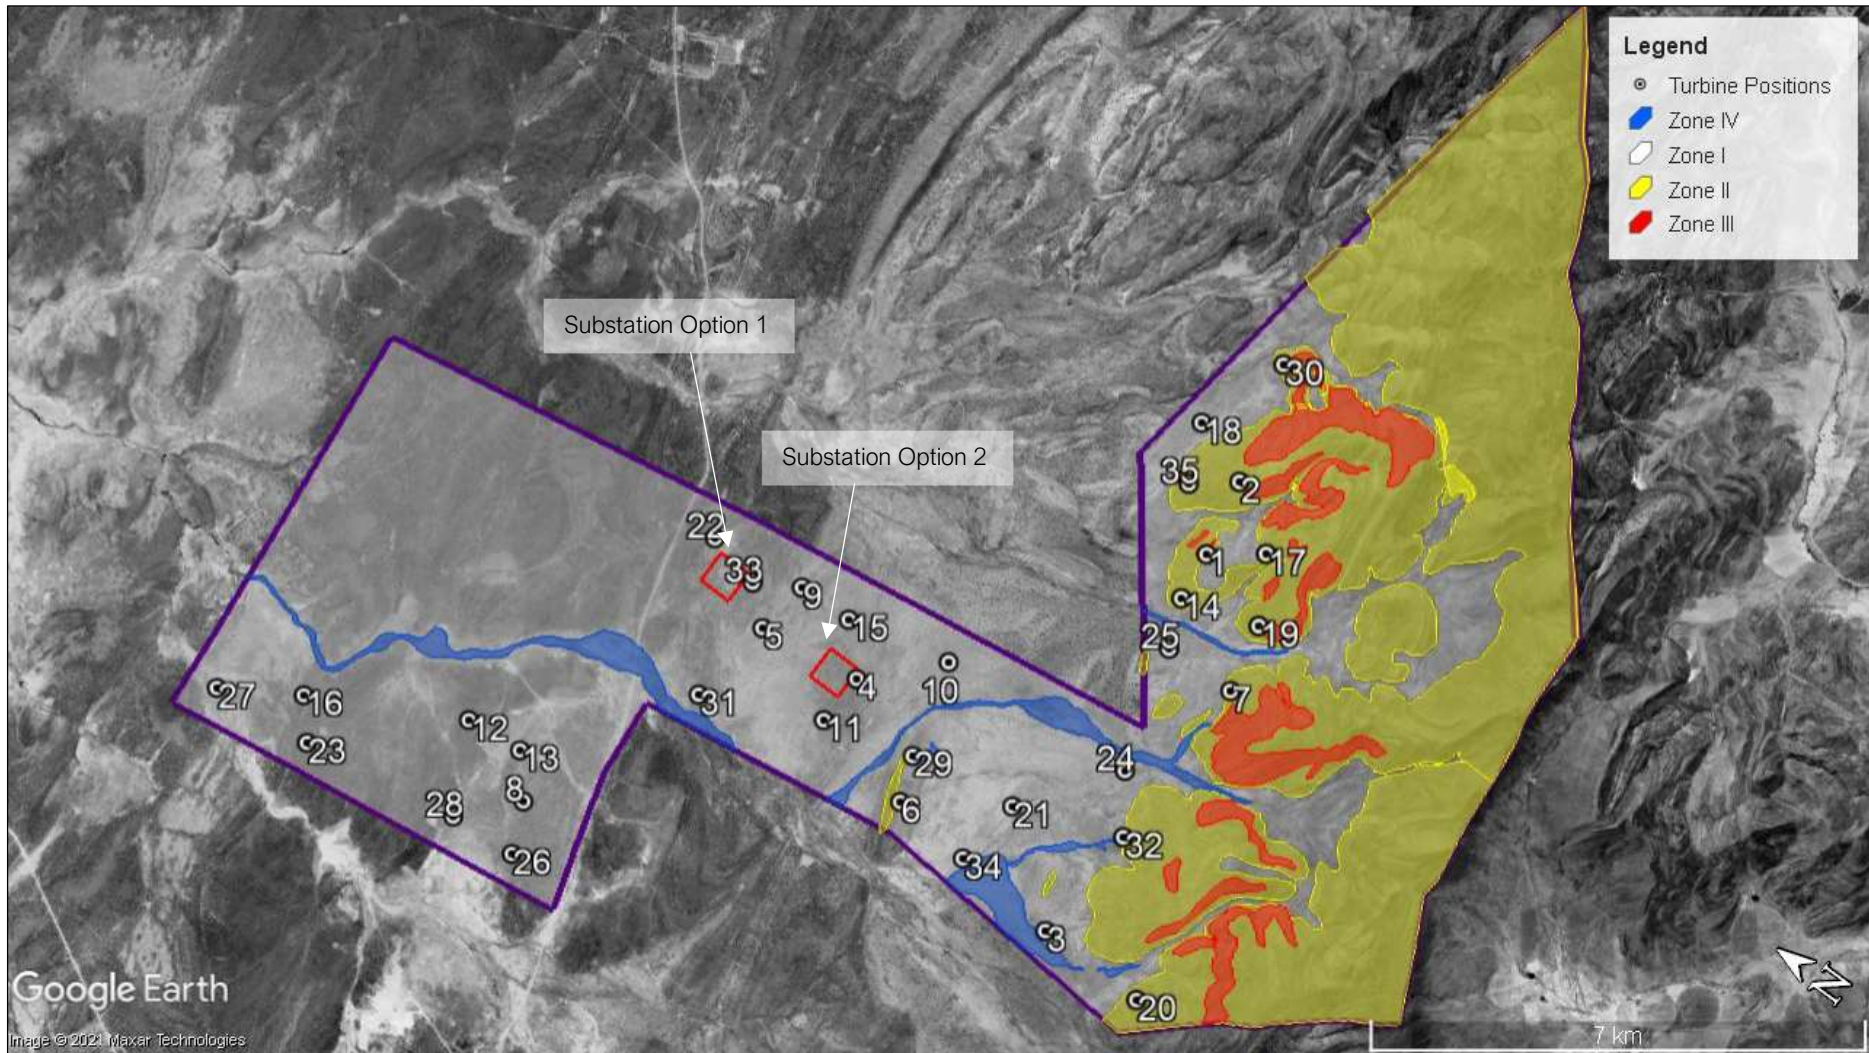 Legend
Turbine Positions
Zone IV
Zone I
Zone II
Zone III
Substation Option 1
Substation Option 2
30
18
35
2
22
33
1
17
9
14
15
5
25
19
4
10
7
27
16
31
11
12
23
13
29
24
8
28
6
21
32
26
34
3
20
Google Earth
N
7 km
Image © 2021 Maxar Technologies